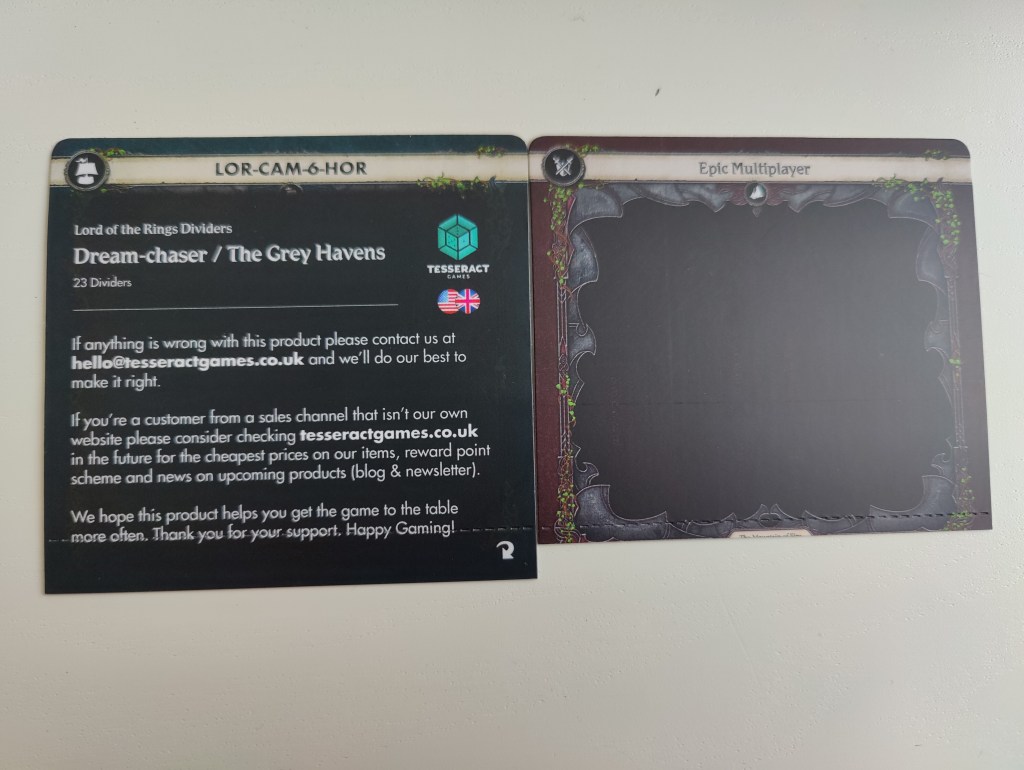 LOR-CAM-6-HOR
Lord of the Rings Dividers
Dream-chaser / The Grey Havens
23 Dividers
TESSERACT
GAMES
If anything is wrong with this product please contact us at
hello@tesseractgames.co.uk and we'll do our best to
make it right.
If you're a customer from a sales channel that isn't our own
website please consider checking tesseractgames.co.uk
in the future for the cheapest prices on our items, reward point
scheme and news on upcoming products (blog & newsletter).
We hope this product helps you get the game to the table
more often. Thank you for your support. Happy Gaming!
Epic Multiplayer